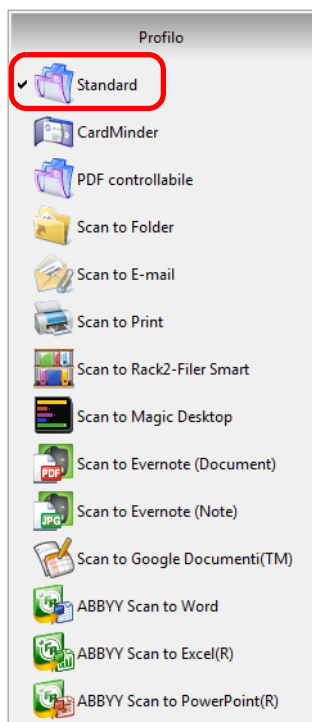 Profilo
Standard
CardMinder
PDF controllabile
Scan to Folder
Scan to E-mail
Scan to Print
Scan to Rack2-Filer Smart
Scan to Magic Desktop
Scan to Evernote (Document)
PDF
Scan to Evernote (Note)
JPG
Scan to Google Documenti(TM)
ABBYY Scan to Word
ABBYY Scan to Excel(R)
ABBYY Scan to PowerPoint(R)